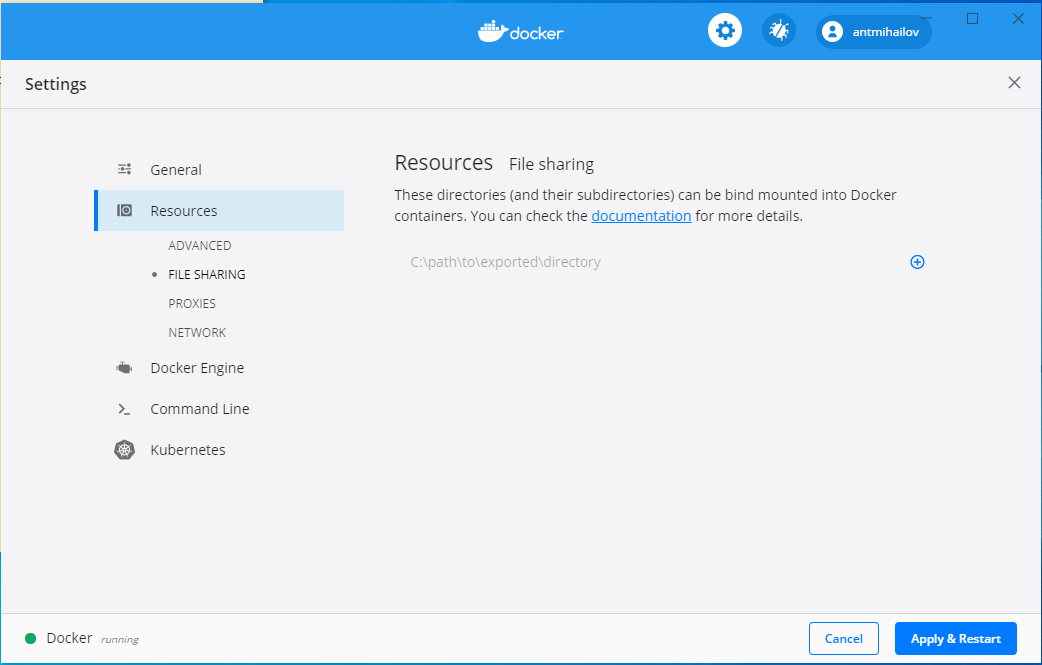 docker
antmihailov
Settings
General
Resources
ADVANCED
FILE SHARING
PROXIES
NETWORK
Docker Engine
Command Line
Kubernetes
Resources File sharing
These directories (and their subdirectories) can be bind mounted into Docker
containers. You can check the documentation for more details.
C:\path\to\exported\directory
Docker running
Cancel
Apply & Restart